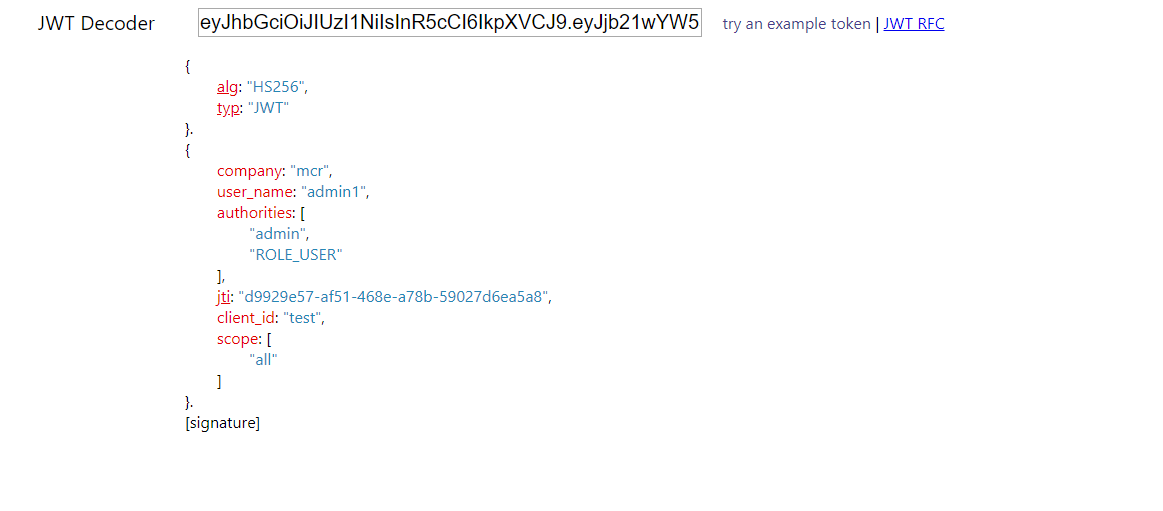 JWT Decoder eyJhbGciOiJIUzI1NiIsInR5cCI6IkpXVCJ9.eyJjb21wYW5 try an example token | JWT RFC
{
alg: "HS256",
typ: "JWT"
}.
{
company: "mcr",
user_name: "admin1",
authorities: [
"admin",
"ROLE_USER"
],
jti: "d9929e57-af51-468e-a78b-59027d6ea5a8",
client_id: "test",
scope: [
"all"
]
}.
[signature]